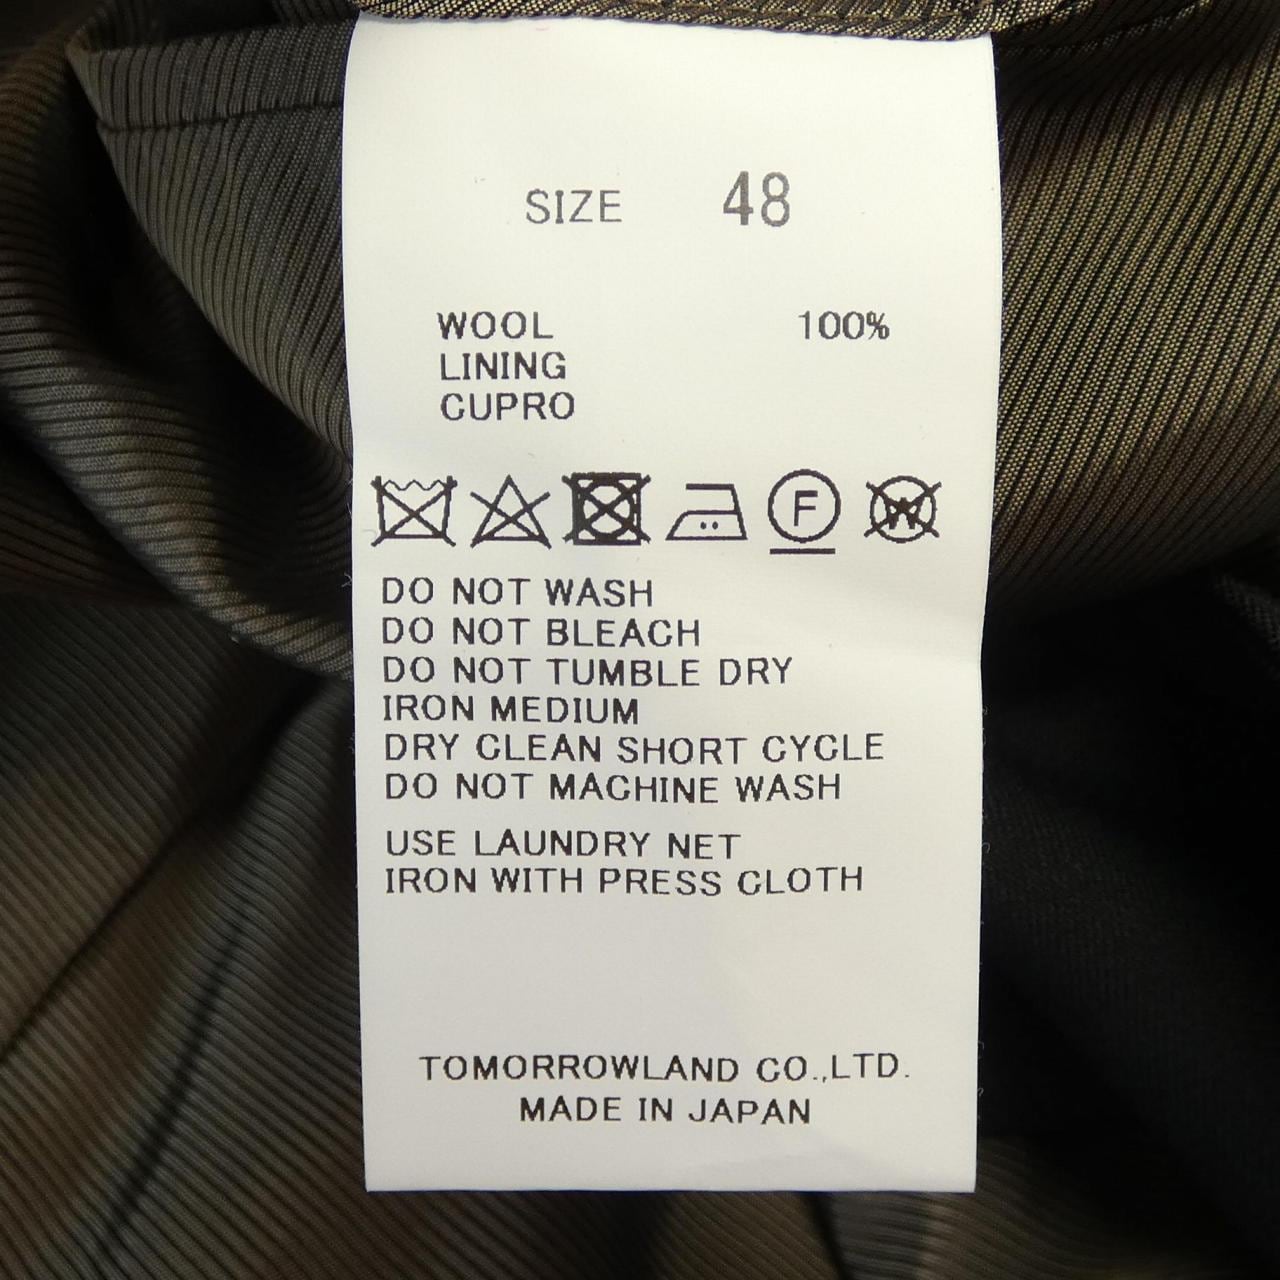 SIZE 48
WOOL 100%
LINING
CUPRO
F W
DO NOT WASH
DO NOT BLEACH
DO NOT TUMBLE DRY
IRON MEDIUM
DRY CLEAN SHORT CYCLE
DO NOT MACHINE WASH
USE LAUNDRY NET
IRON WITH PRESS CLOTH
TOMORROWLAND CO.,LTD.
MADE IN JAPAN